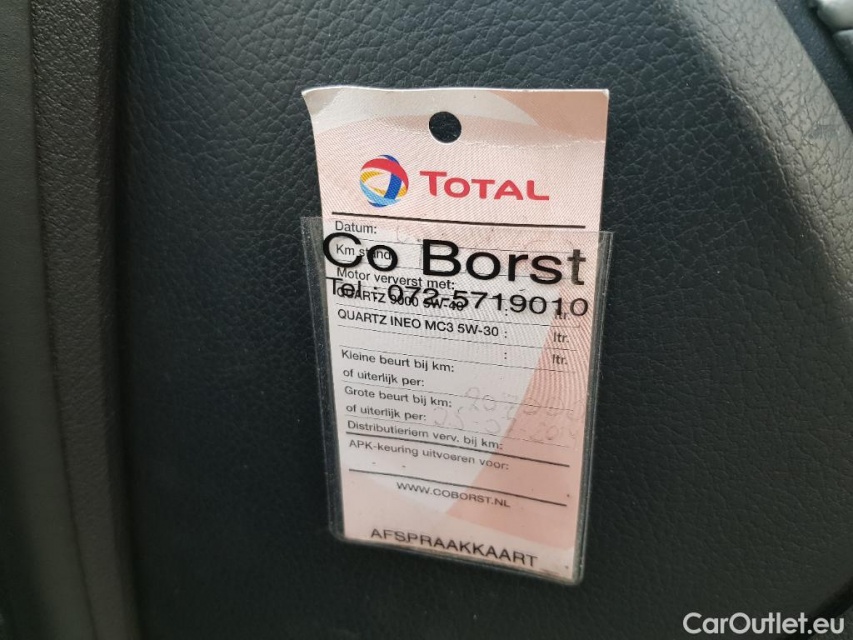 TOTAL
Datum:
Co Borst
Km stand
Motor ververst met:
Tel.: 072-5719010
QUARTZ 9000 5W-40 : ltr.
QUARTZ INEO MC3 5W-30 : ltr.
: ltr.
Kleine beurt bij km:
of uiterlijk per:
Grote beurt bij km:
of uiterlijk per:
Distributieriem verv. bij km:
APK-keuring uitvoeren voor:
WWW.COBORST.NL
AFSPRAAKKAART
CarOutlet.eu